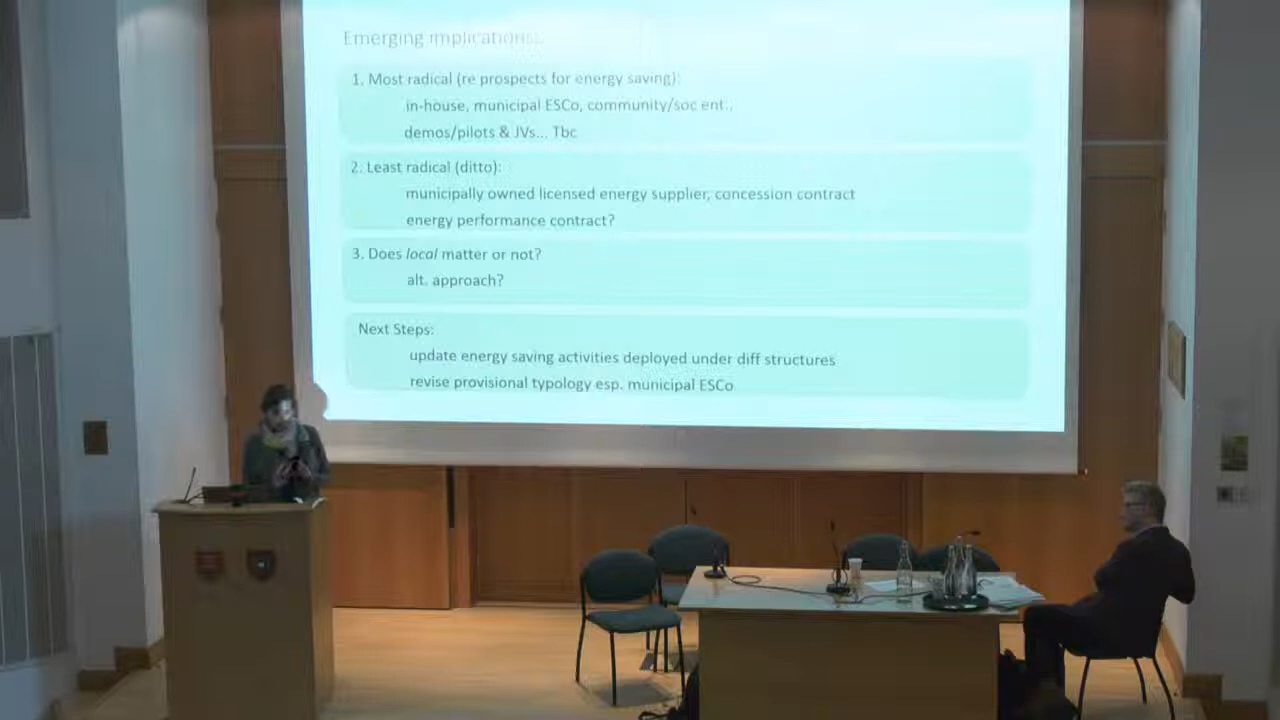 Emerging implications:
1. Most radical (re prospects for energy saving):
in-house, municipal ESCo, community/soc ent.,
demos/pilots & JVs... Tbc
2. Least radical (ditto):
municipally owned licensed energy supplier, concession contract
energy performance contract?
3. Does local matter or not?
alt. approach?
Next Steps:
update energy saving activities deployed under diff structures
revise provisional typology esp. municipal ESCo